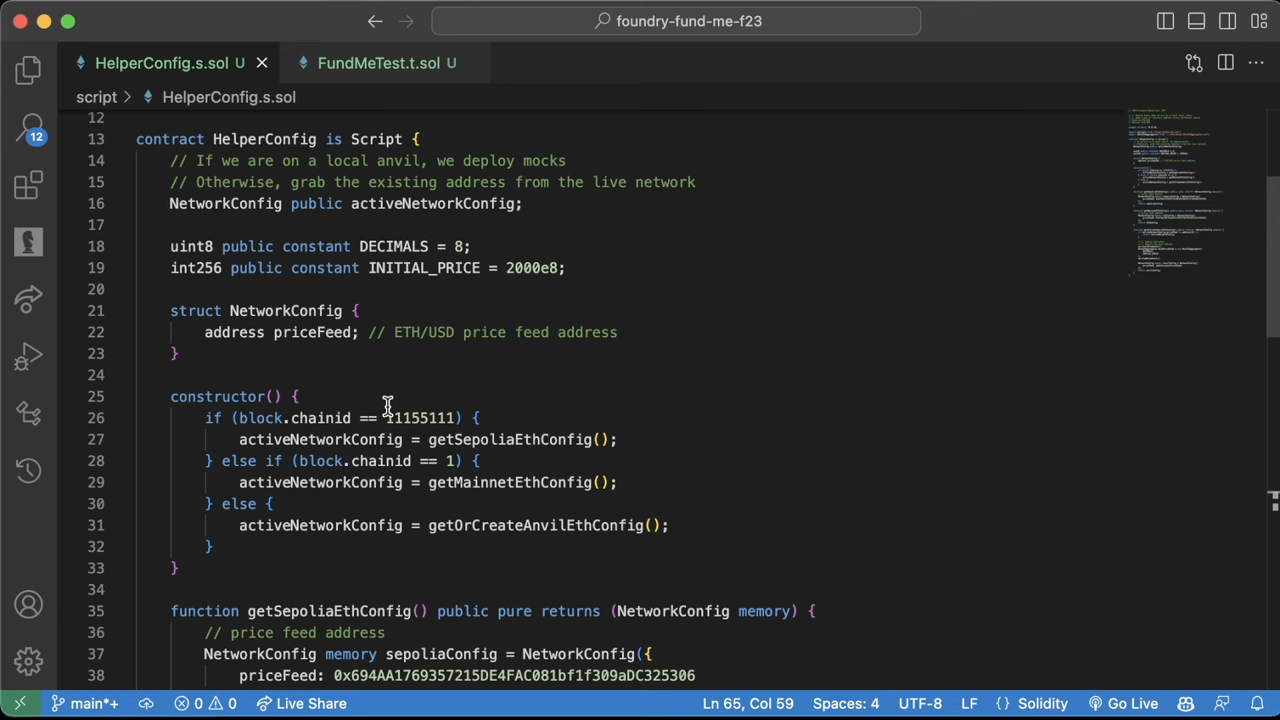 foundry-fund-me-f23
HelperConfig.s.sol U
FundMeTest.t.sol U
script > HelperConfig.s.sol
12
13 contract HelperConfig is Script {
14 // If we are on a local anvil, we deploy mocks
15 // Otherwise, grab the existing address from the live network
16 NetworkConfig public activeNetworkConfig;
17
18 uint8 public constant DECIMALS = 8;
19 int256 public constant INITIAL_PRICE = 2000e8;
20
21 struct NetworkConfig {
22 address priceFeed; // ETH/USD price feed address
23 }
24
25 constructor() {
26 if (block.chainid == 11155111) {
27 activeNetworkConfig = getSepoliaEthConfig();
28 } else if (block.chainid == 1) {
29 activeNetworkConfig = getMainnetEthConfig();
30 } else {
31 activeNetworkConfig = getOrCreateAnvilEthConfig();
32 }
33 }
34
35 function getSepoliaEthConfig() public pure returns (NetworkConfig memory) {
36 // price feed address
37 NetworkConfig memory sepoliaConfig = NetworkConfig({
38 priceFeed: 0x694AA1769357215DE4FAC081bf1f309aDC325306
12
main*+ 0 0 Live Share Ln 65, Col 59 Spaces: 4 UTF-8 LF {} Solidity Go Live